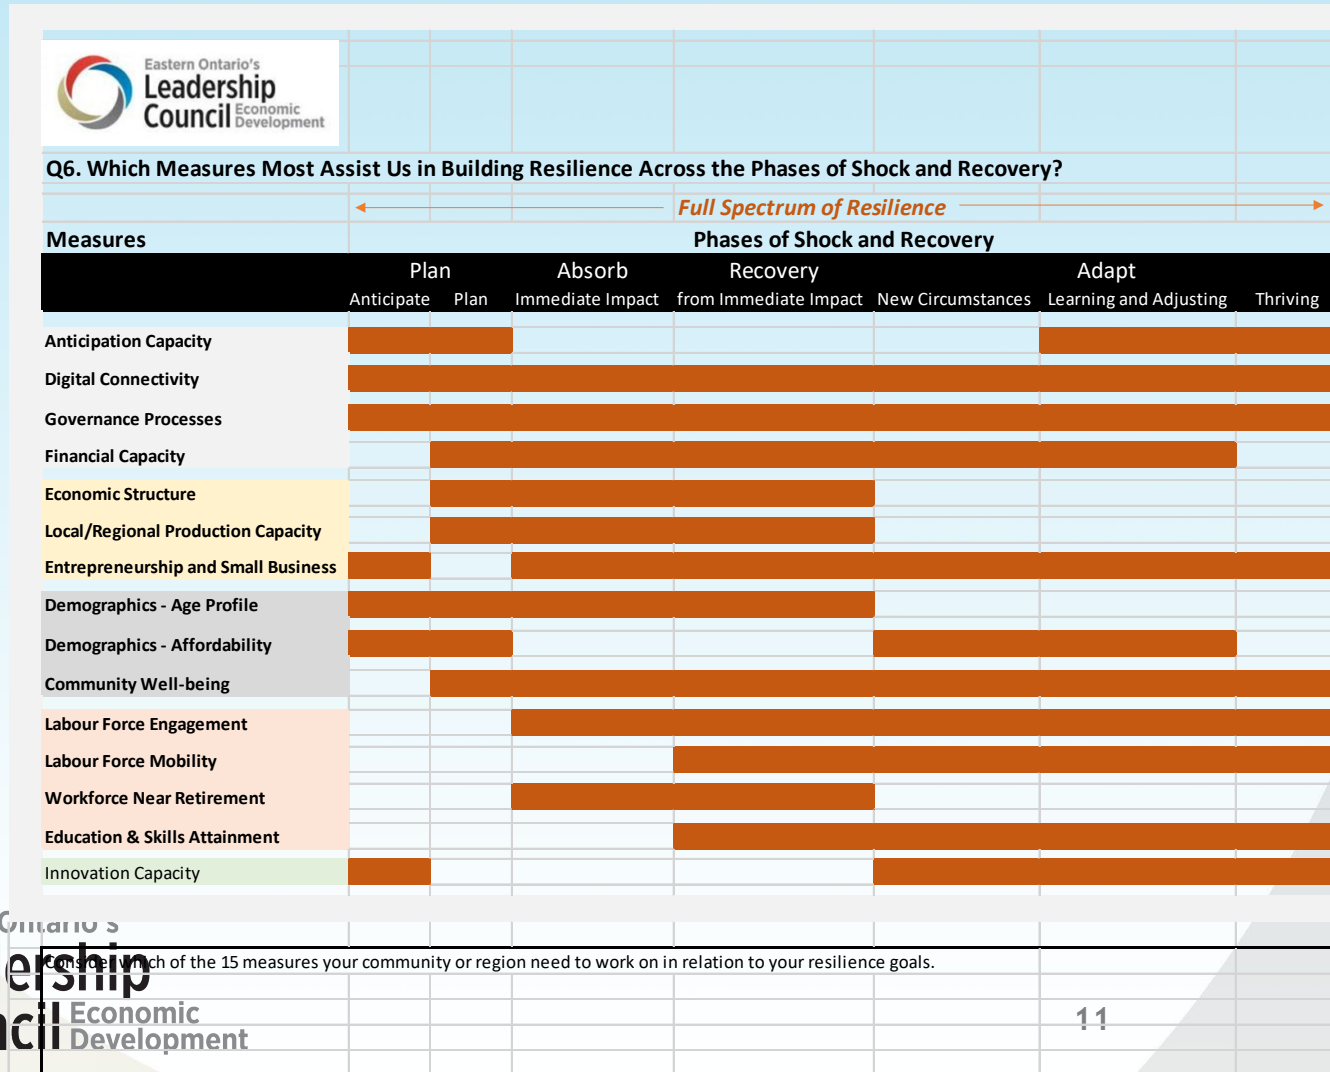 Eastern Ontario's
Leadership
Council Economic
Development
Q6. Which Measures Most Assist Us in Building Resilience Across the Phases of Shock and Recovery?
Full Spectrum of Resilience
Measures Phases of Shock and Recovery
Plan Absorb Recovery Adapt
Anticipate Plan Immediate Impact from Immediate Impact New Circumstances Learning and Adjusting Thriving
Anticipation Capacity
Digital Connectivity
Governance Processes
Financial Capacity
Economic Structure
Local/Regional Production Capacity
Entrepreneurship and Small Business
Demographics - Age Profile
Demographics - Affordability
Community Well-being
Labour Force Engagement
Labour Force Mobility
Workforce Near Retirement
Education & Skills Attainment
Innovation Capacity
Ontario's
ership
Consider which of the 15 measures your community or region need to work on in relation to your resilience goals.
ncil Economic
Development
11